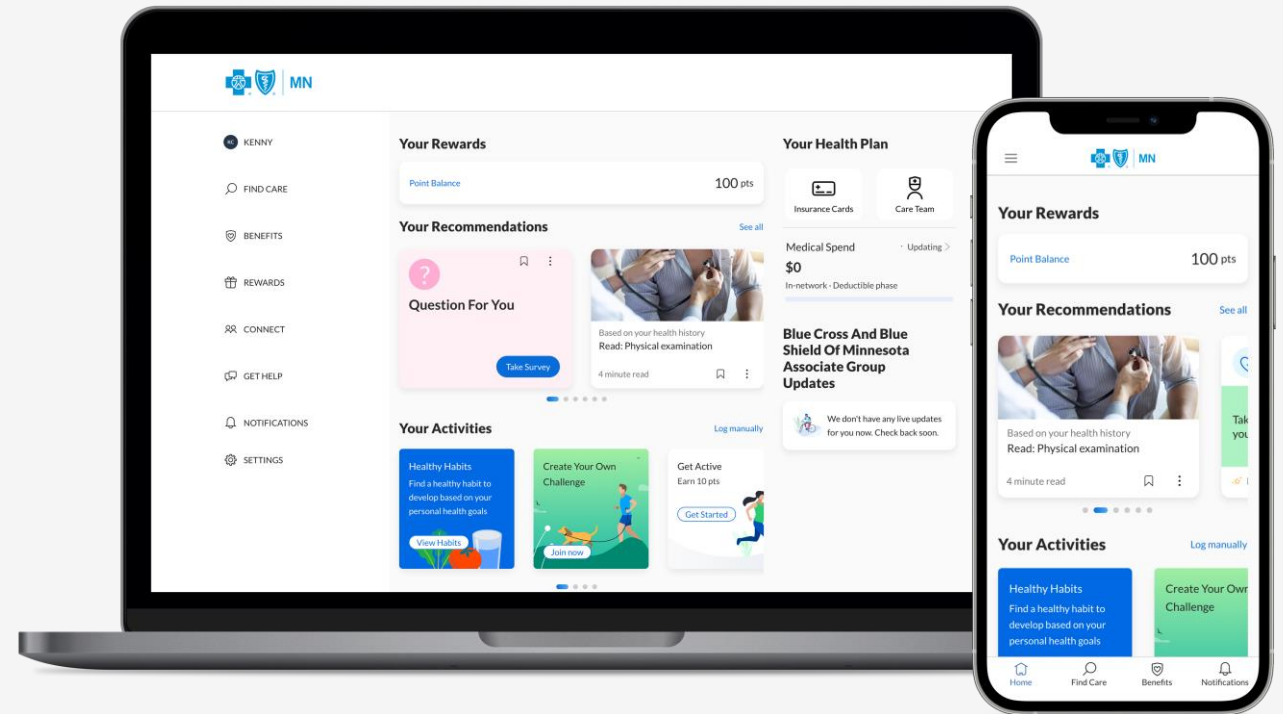 MN
KC
KENNY
FIND CARE
BENEFITS
REWARDS
CONNECT
GET HELP
NOTIFICATIONS
SETTINGS
Your Rewards
Point Balance
100 pts
Your Recommendations
See all
?
Question For You
Take Survey
Based on your health history
Read: Physical examination
4 minute read
Your Activities
Log manually
Healthy Habits
Find a healthy habit to
develop based on your
personal health goals
View Habits
Create Your Own
Challenge
Join now
Get Active
Earn 10 pts
Get Started
Your Health Plan
Insurance Cards
Care Team
Medical Spend
· Updating >
$0
In-network · Deductible phase
Blue Cross And Blue
Shield Of Minnesota
Associate Group
Updates
We don't have any live updates
for you now. Check back soon.
MN
Your Rewards
Point Balance
100 pts
Your Recommendations
See all
Based on your health history
Read: Physical examination
4 minute read
Tak
you
Your Activities
Log manually
Healthy Habits
Find a healthy habit to
develop based on your
personal health goals
Create Your Own
Challenge
Home
Find Care
Benefits
Notifications